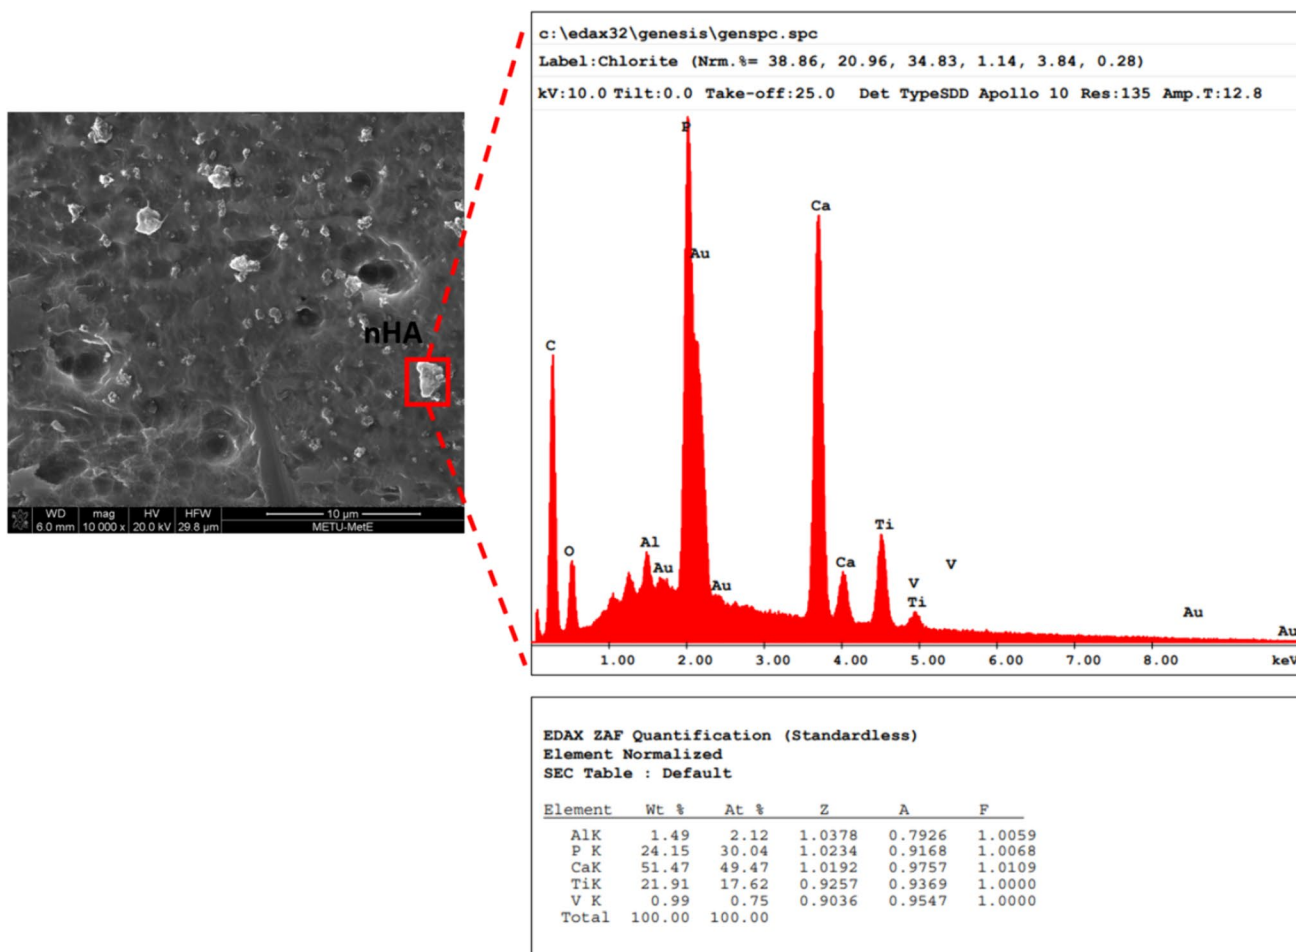 nHA
WD mag HV HFW 10 µm
6.0 mm 10 000 x 20.0 kV 29.8 µm METU-MetE
c:\edax32\genesis\genspc.spc
Label:Chlorite (Nrm.%= 38.86, 20.96, 34.83, 1.14, 3.84, 0.28)
kV:10.0 Tilt:0.0 Take-off:25.0 Det TypeSDD Apollo 10 Res:135 Amp.T:12.8
P
Ca
Au
C
O
Al
Au
Au
Ca
Ti
V
V
Ti
Au
Au
1.00 2.00 3.00 4.00 5.00 6.00 7.00 8.00 keV
EDAX ZAF Quantification (Standardless)
Element Normalized
SEC Table : Default
Element Wt % At % Z A F
AlK 1.49 2.12 1.0378 0.7926 1.0059
P K 24.15 30.04 1.0234 0.9168 1.0068
CaK 51.47 49.47 1.0192 0.9757 1.0109
TiK 21.91 17.62 0.9257 0.9369 1.0000
V K 0.99 0.75 0.9036 0.9547 1.0000
Total 100.00 100.00